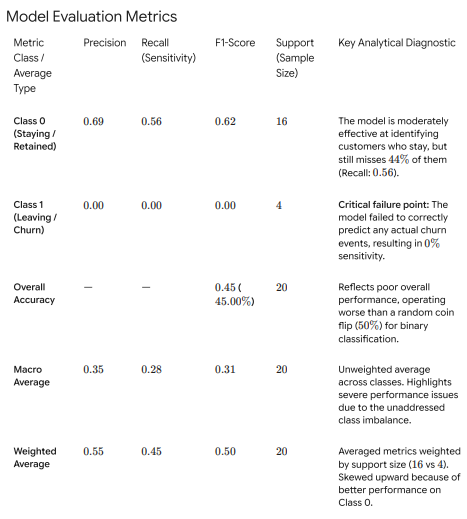 Model Evaluation Metrics
Metric Precision Recall F1-Score Support Key Analytical Diagnostic
Class / (Sensitivity) (Sample
Average Size)
Type
Class 0 0.69 0.56 0.62 16 The model is moderately
(Staying / effective at identifying
Retained) customers who stay, but
still misses 44% of them
(Recall: 0.56).
Class 1 0.00 0.00 0.00 4 Critical failure point: The
(Leaving / model failed to correctly
Churn) predict any actual churn
events, resulting in 0%
sensitivity.
Overall — — 0.45 ( 20 Reflects poor overall
Accuracy 45.00%) performance, operating
worse than a random coin
flip (50%) for binary
classification.
Macro 0.35 0.28 0.31 20 Unweighted average
Average across classes. Highlights
severe performance issues
due to the unaddressed
class imbalance.
Weighted 0.55 0.45 0.50 20 Averaged metrics weighted
Average by support size (16 vs 4).
Skewed upward because of
better performance on
Class 0.